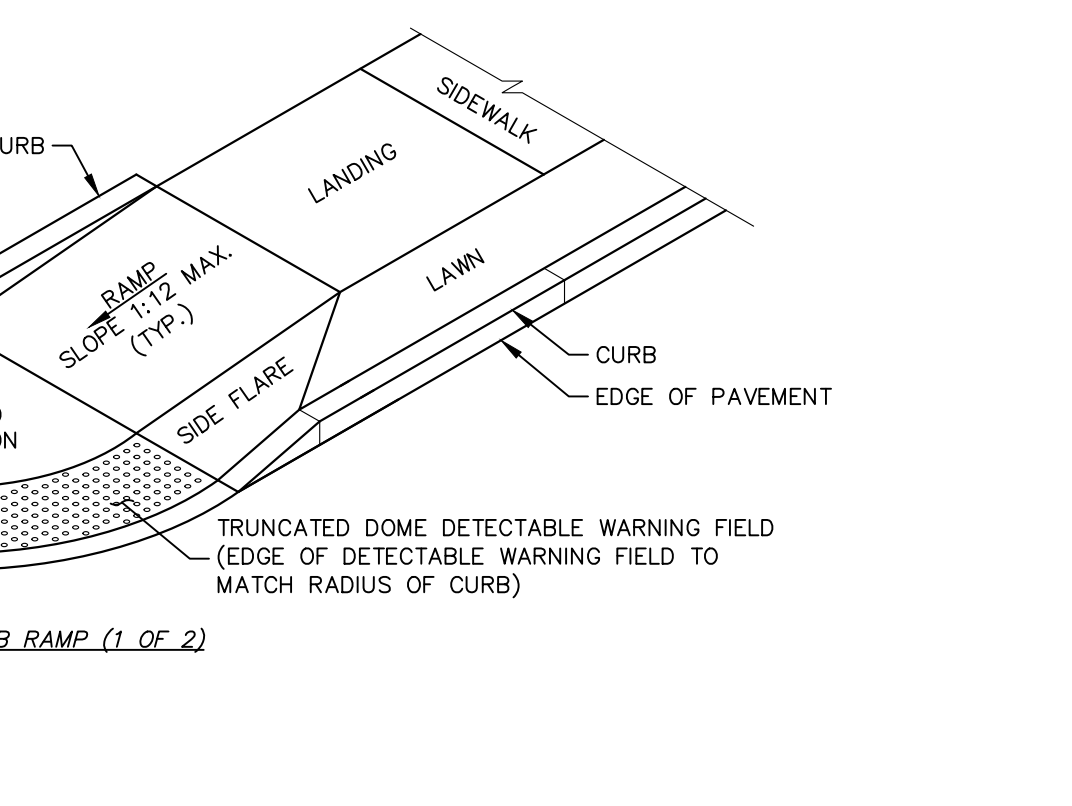 SIDEWALK
URB
LANDING
RAMP
SLOPE 1:12 MAX.
(TYP.)
LAWN
CURB
SIDE FLARE
EDGE OF PAVEMENT
ON
TRUNCATED DOME DETECTABLE WARNING FIELD
(EDGE OF DETECTABLE WARNING FIELD TO
MATCH RADIUS OF CURB)
B RAMP (1 OF 2)